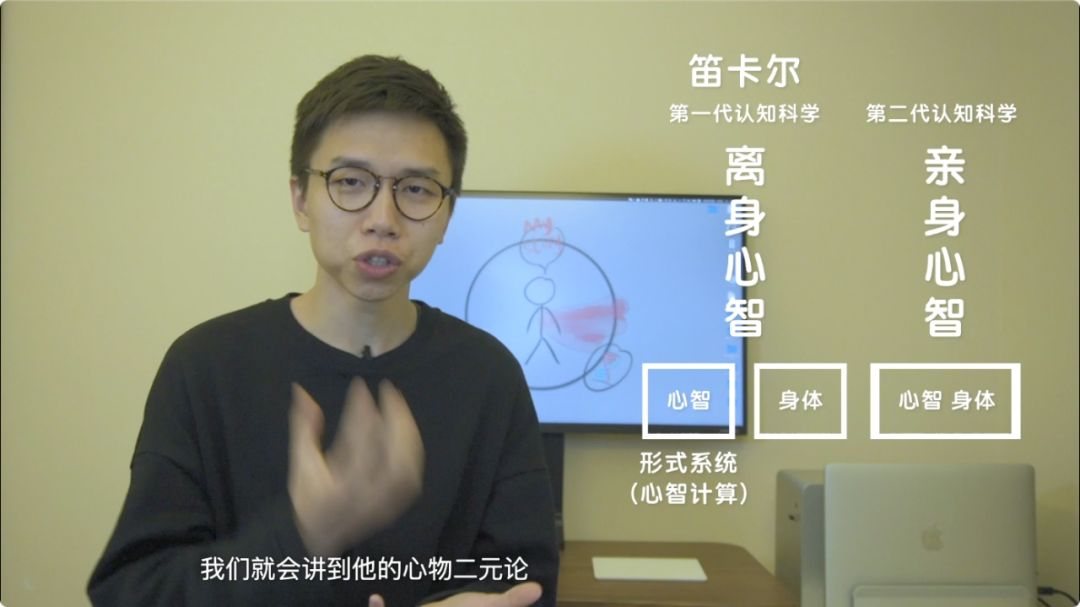 笛卡尔
第一代认知科学
第二代认知科学
离身心智
亲身心智
心智
身体
心智 身体
形式系统
（心智计算）
我们就会讲到他的心物二元论